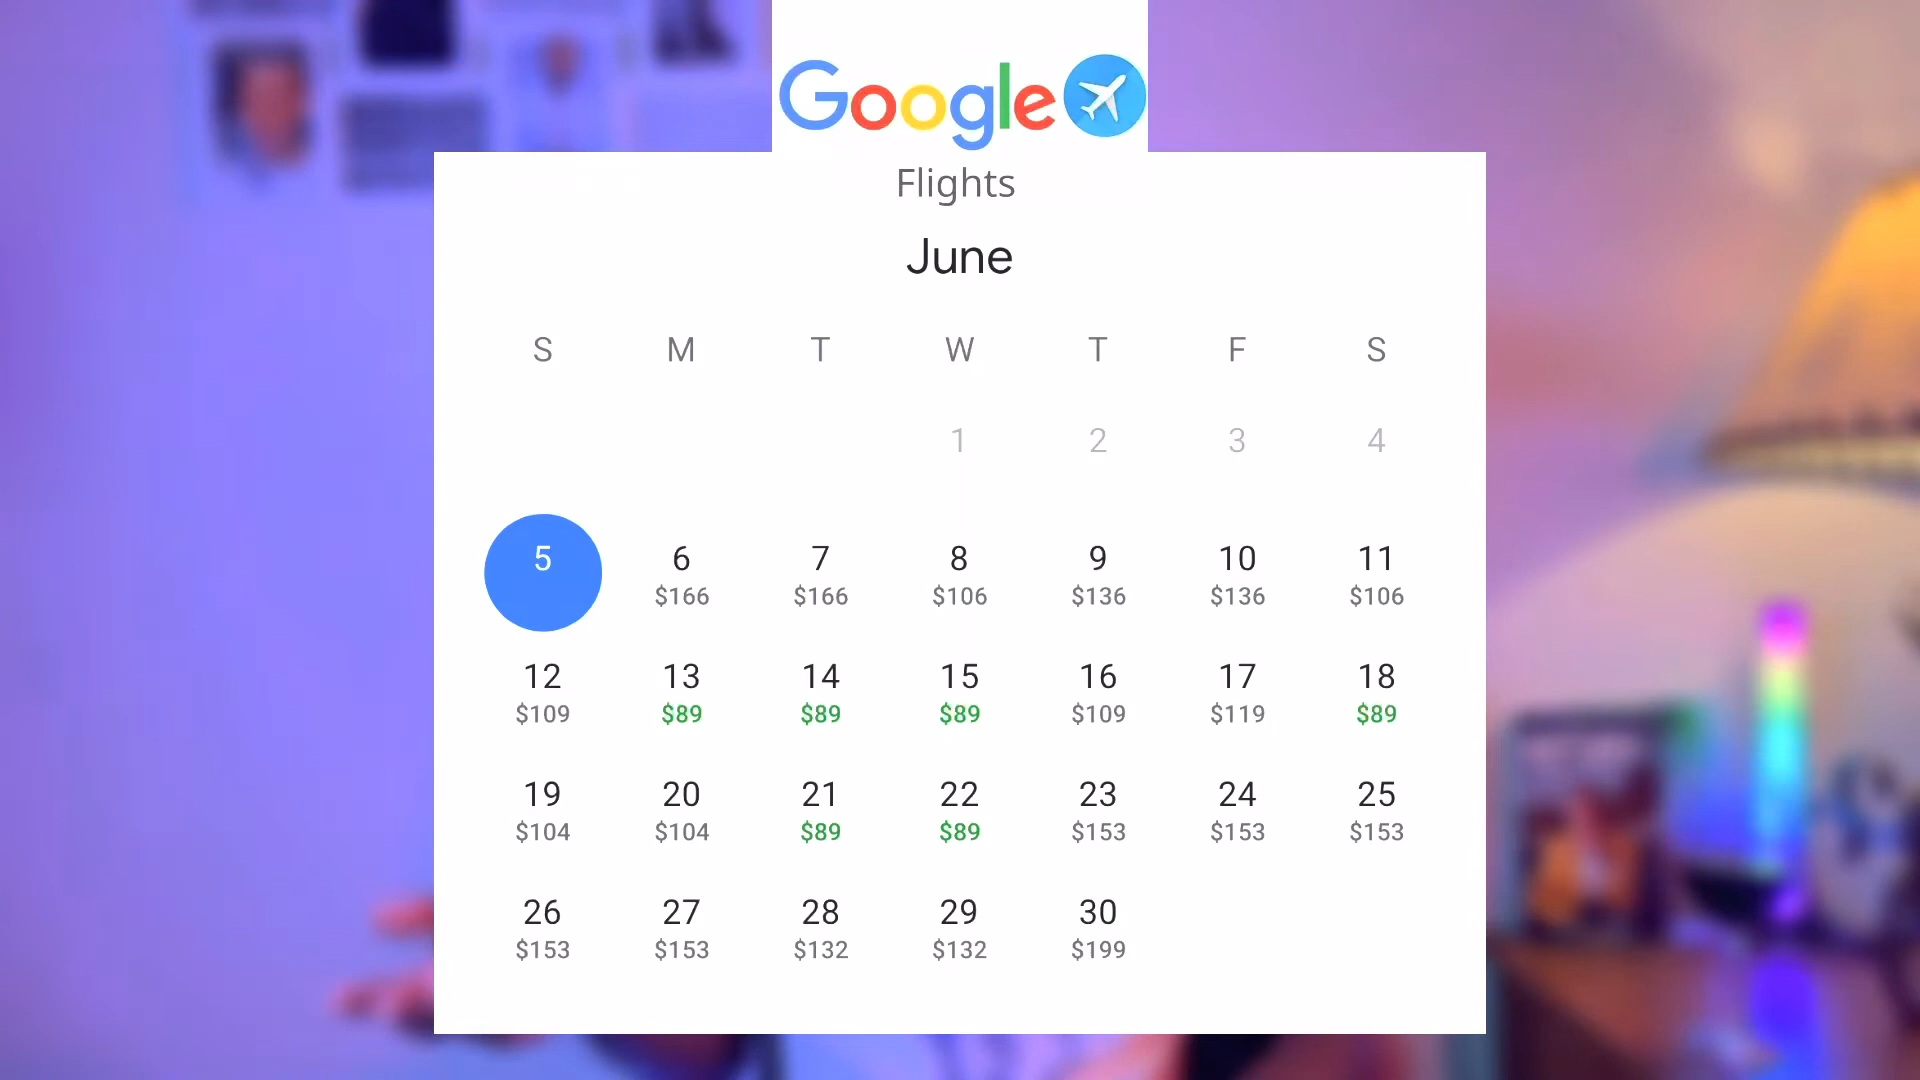 Google
Flights
June
S M T W T F S
1 2 3 4
5 6 7 8 9 10 11
$166 $166 $106 $136 $136 $106
12 13 14 15 16 17 18
$109 $89 $89 $89 $109 $119 $89
19 20 21 22 23 24 25
$104 $104 $89 $89 $153 $153 $153
26 27 28 29 30
$153 $153 $132 $132 $199